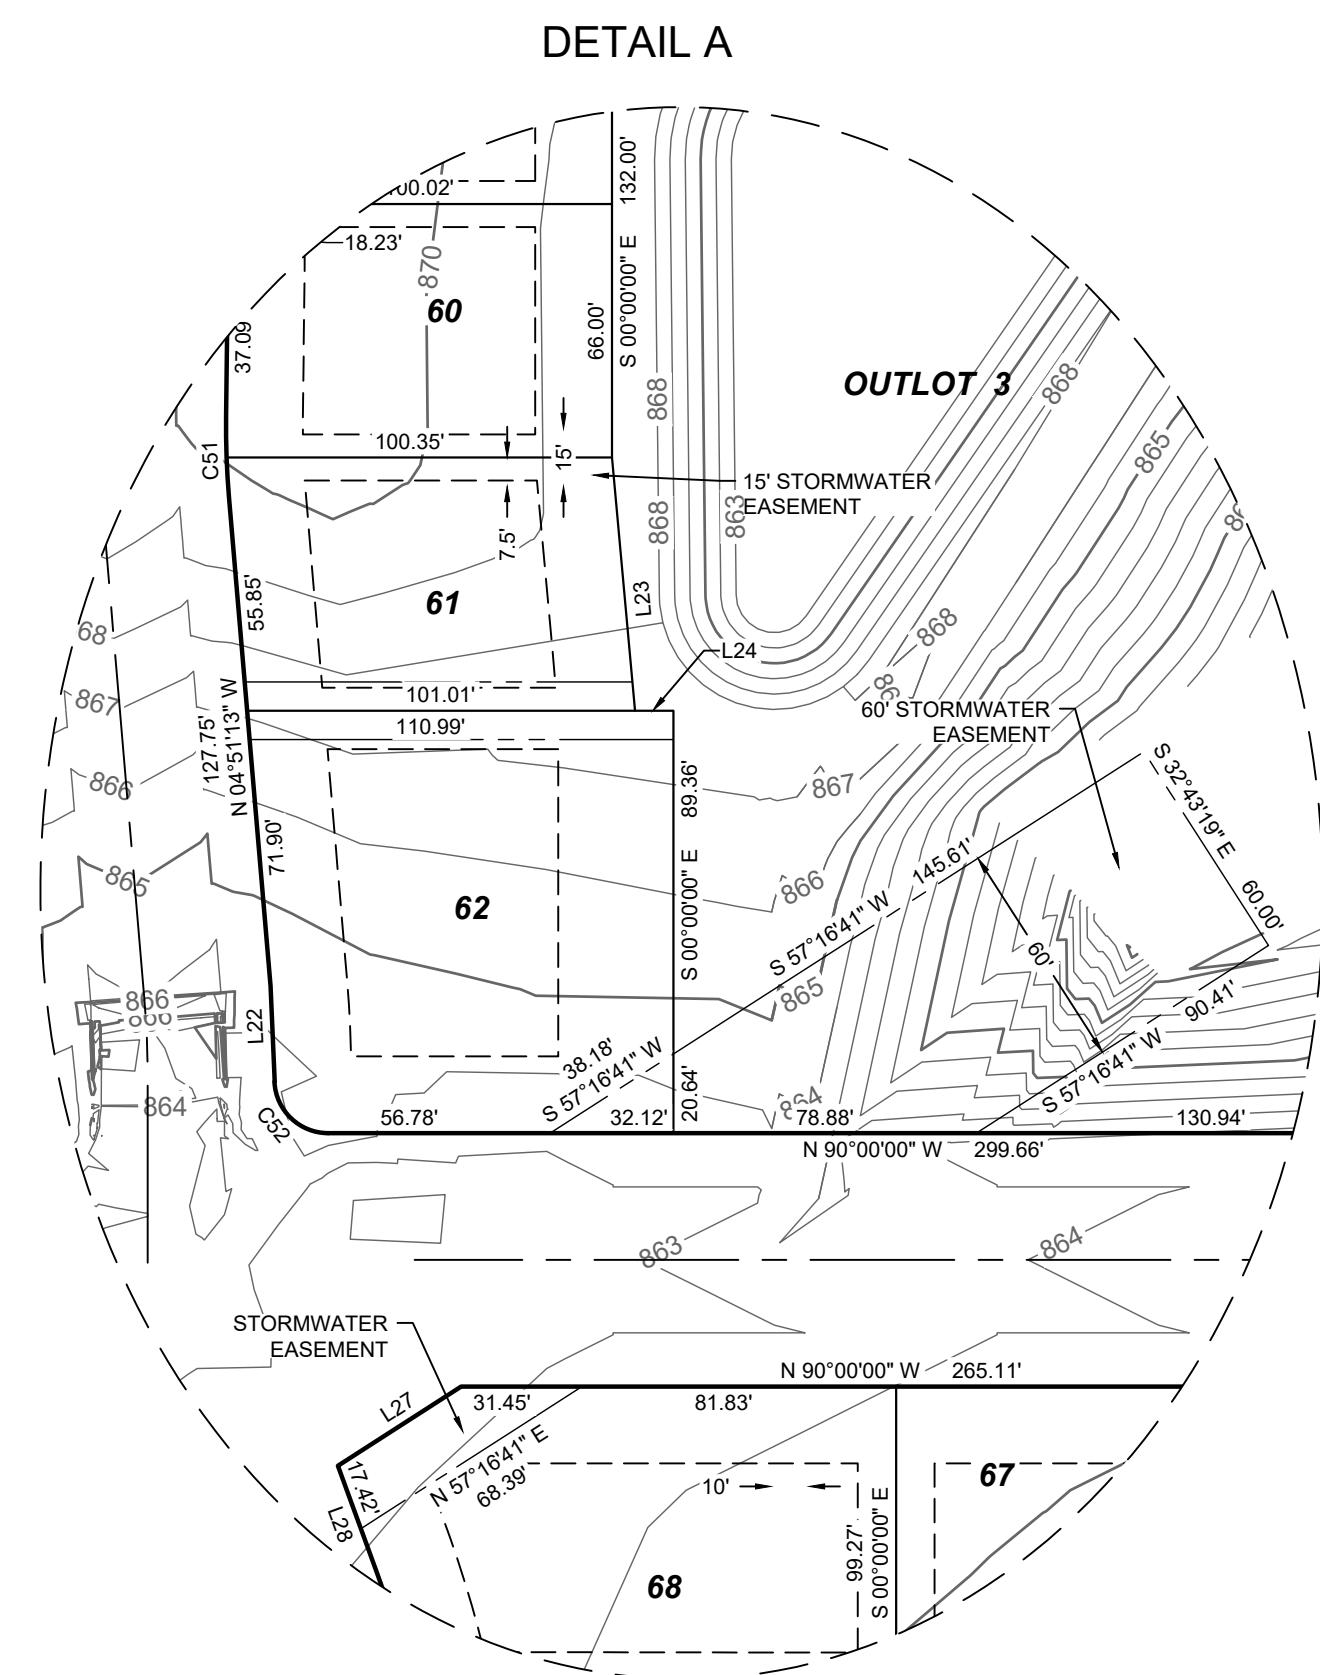 DETAIL A
132.00'
S 00°00'00" E
18.23'
870
60
37.09
66.00'
868
OUTLOT 3
868
865
100.35'
C51
15'
15' STORMWATER
EASEMENT
868
863
7.5'
55.85'
61
L23
868
L24
867
101.01'
60' STORMWATER
EASEMENT
110.99'
127.75'
N 04°51'13" W
866
89.36'
867
S 32°43'19" E
60.00'
71.90'
145.61'
S 57°16'41" W
865
62
S 00°00'00" E
866
60'
865
866
866
L22
90.41'
S 57°16'41" W
38.18'
S 57°16'41" W
864
C52
56.78'
32.12'
20.64'
864
78.88'
130.94'
N 90°00'00" W 299.66'
863
864
STORMWATER
EASEMENT
N 90°00'00" W 265.11'
L27
31.45'
81.83'
N 57°16'41" E
68.39'
17.42'
L28
10'
67
99.27'
S 00°00'00" E
68